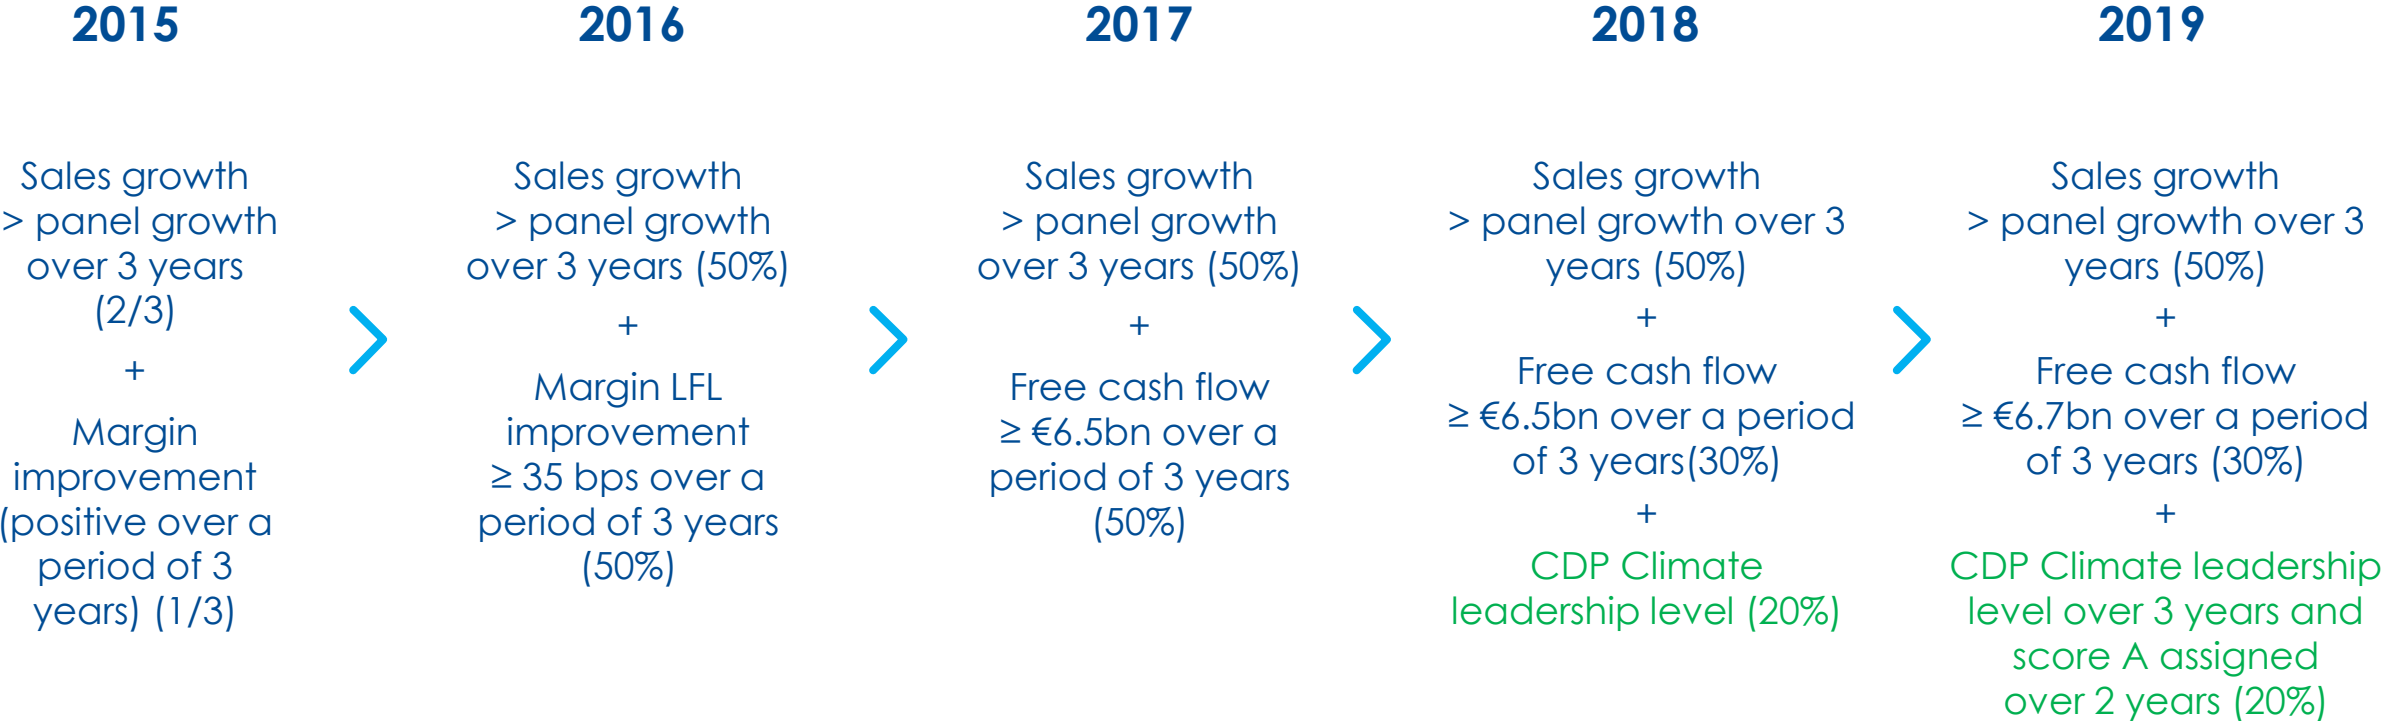 2015
2016
2017
2018
2019
Sales growth
> panel growth
over 3 years
(2/3)
+
Margin
improvement
(positive over a
period of 3
years) (1/3)
Sales growth
> panel growth
over 3 years (50%)
+
Margin LFL
improvement
≥ 35 bps over a
period of 3 years
(50%)
Sales growth
> panel growth
over 3 years (50%)
+
Free cash flow
≥ €6.5bn over a
period of 3 years
(50%)
Sales growth
> panel growth over 3
years (50%)
+
Free cash flow
≥ €6.5bn over a period
of 3 years(30%)
+
CDP Climate
leadership level (20%)
Sales growth
> panel growth over 3
years (50%)
+
Free cash flow
≥ €6.7bn over a period
of 3 years (30%)
+
CDP Climate leadership
level over 3 years and
score A assigned
over 2 years (20%)